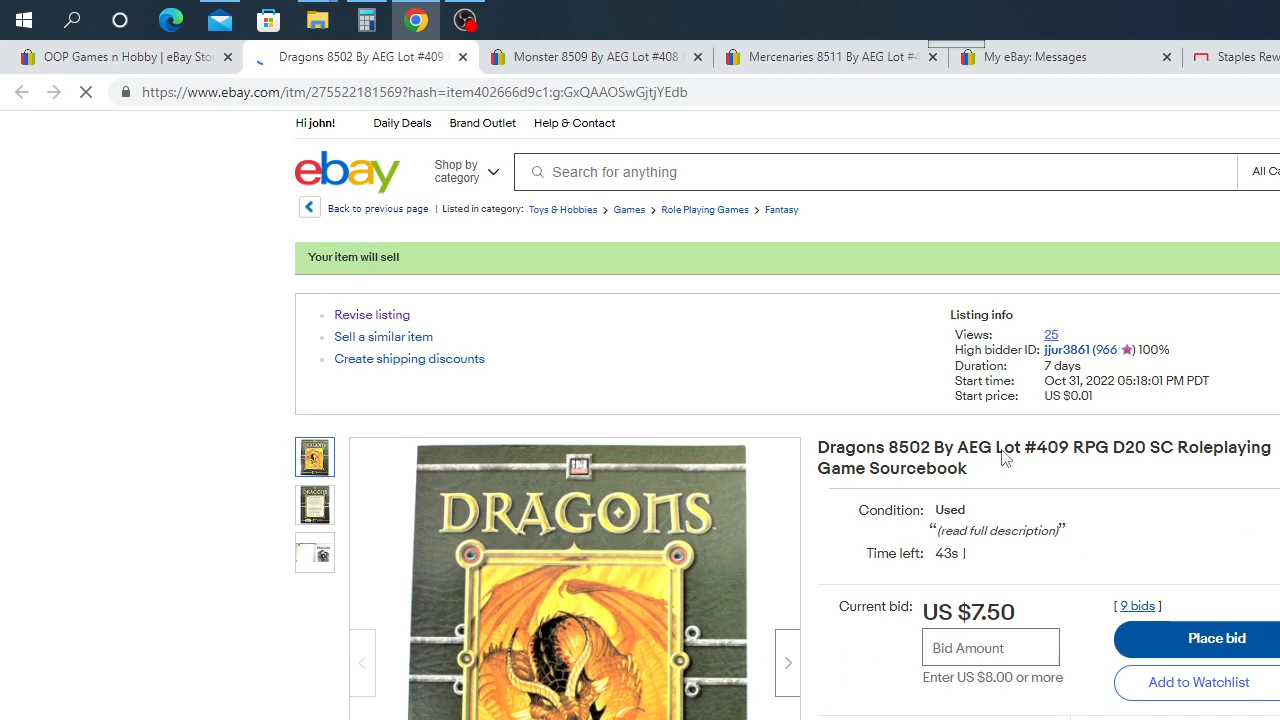 OOP Games n Hobby | eBay Sto
Dragons 8502 By AEG Lot #409
Monster 8509 By AEG Lot #408
Mercenaries 8511 By AEG Lot #4
My eBay: Messages
Staples Rew
https://www.ebay.com/itm/275522181569?hash=item402666d9c1:g:GxQAAOSwGjtjYEdb
Hi john! Daily Deals Brand Outlet Help & Contact
ebay Shop by category Search for anything All Ca
Back to previous page | Listed in category: Toys & Hobbies > Games > Role Playing Games > Fantasy
Your item will sell
Revise listing
Sell a similar item
Create shipping discounts
Listing info
Views: 25
High bidder ID: jjur3861 (966 ) 100%
Duration: 7 days
Start time: Oct 31, 2022 05:18:01 PM PDT
Start price: US $0.01
DRAGONS
Dragons 8502 By AEG Lot #409 RPG D20 SC Roleplaying
Game Sourcebook
Condition: Used
“(read full description)”
Time left: 43s |
Current bid: US $7.50 [ 9 bids ]
Bid Amount
Place bid
Enter US $8.00 or more
Add to Watchlist